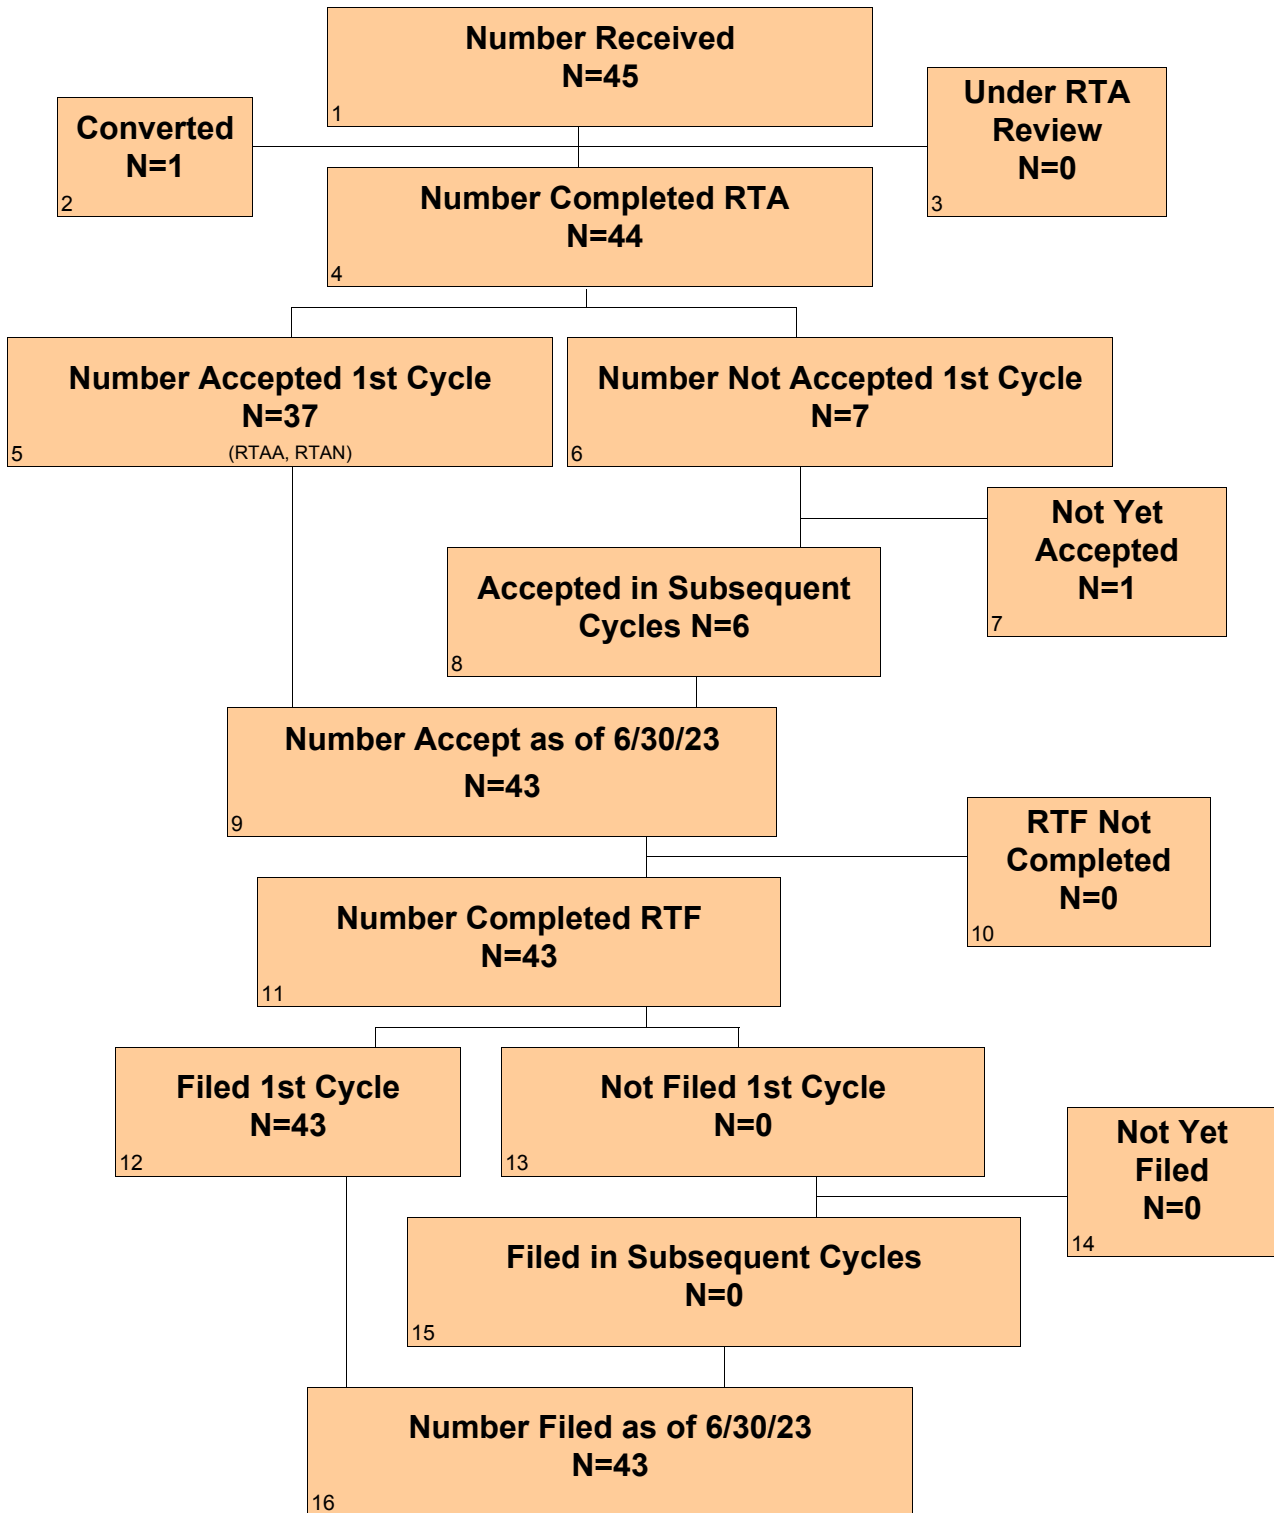 Number Received
N=45
1
Converted
N=1
2
Under RTA
Review
N=0
3
Number Completed RTA
N=44
4
Number Accepted 1st Cycle
N=37
(RTAA, RTAN)
5
Number Not Accepted 1st Cycle
N=7
6
Not Yet
Accepted
N=1
7
Accepted in Subsequent
Cycles N=6
8
Number Accept as of 6/30/23
N=43
9
RTF Not
Completed
N=0
10
Number Completed RTF
N=43
11
Filed 1st Cycle
N=43
12
Not Filed 1st Cycle
N=0
13
Not Yet
Filed
N=0
14
Filed in Subsequent Cycles
N=0
15
Number Filed as of 6/30/23
N=43
16